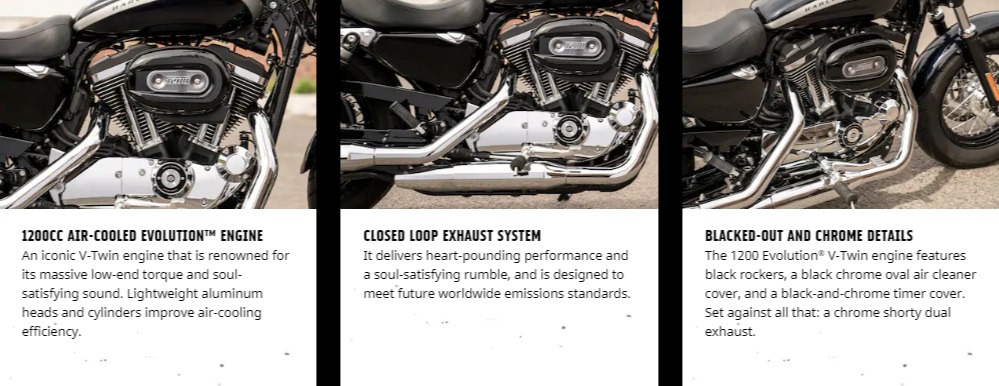 1200CC AIR-COOLED EVOLUTION™ ENGINE
An iconic V-Twin engine that is renowned for
its massive low-end torque and soul-
satisfying sound. Lightweight aluminum
heads and cylinders improve air-cooling
efficiency.
CLOSED LOOP EXHAUST SYSTEM
It delivers heart-pounding performance and
a soul-satisfying rumble, and is designed to
meet future worldwide emissions standards.
BLACKED-OUT AND CHROME DETAILS
The 1200 Evolution® V-Twin engine features
black rockers, a black chrome oval air cleaner
cover, and a black-and-chrome timer cover.
Set against all that: a chrome shorty dual
exhaust.